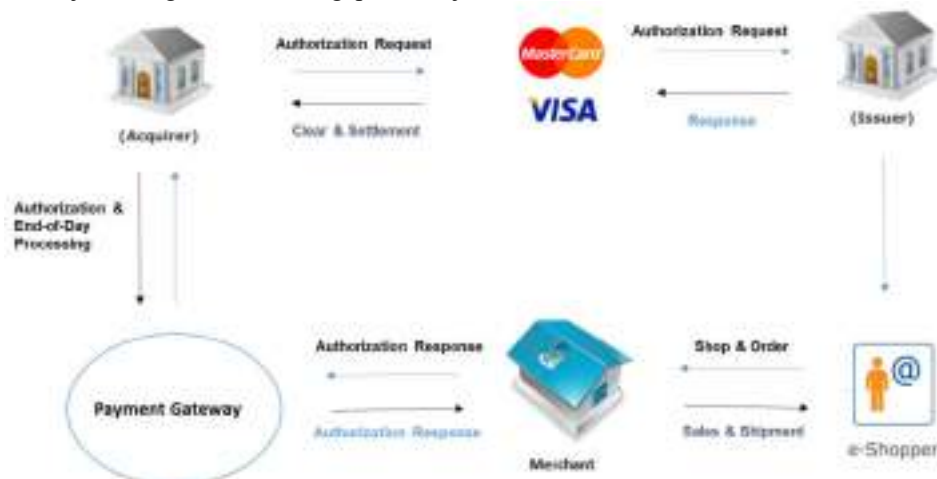 Authorization Request
MasterCard
Authorization Request
VISA
Clear & Settlement
Response
(Acquirer)
(Issuer)
Authorization &
End-of-Day
Processing
Authorization Response
Shop & Order
@
Payment Gateway
Authorization Response
Sales & Shipment
e-Shopper
Merchant